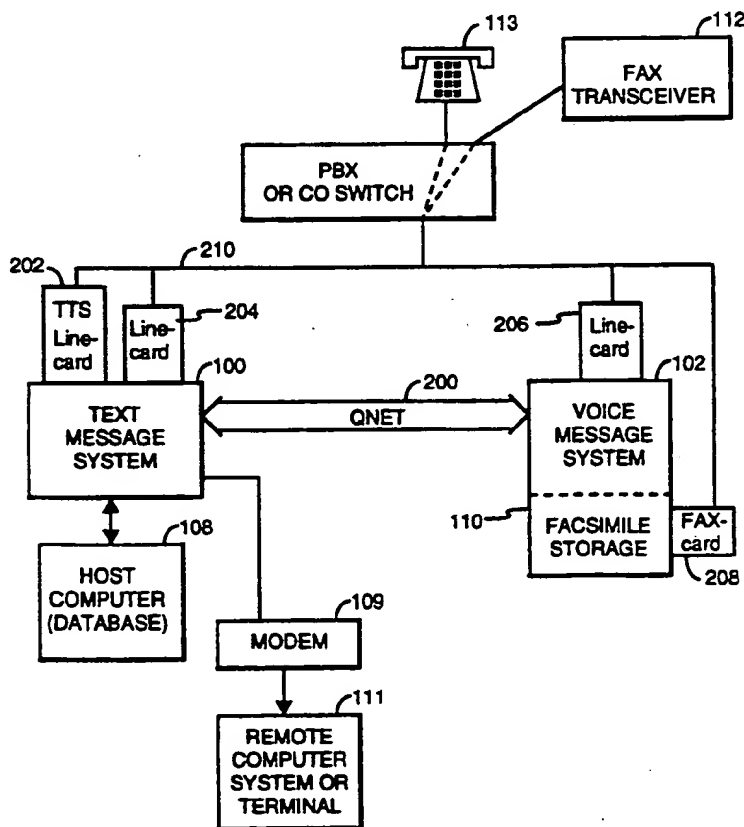 113
112
FAX
TRANSCEIVER
PBX
OR CO SWITCH
210
202
TTS
Line-
card
Line-
card
204
206
Line-
card
100
200
102
TEXT
MESSAGE
SYSTEM
QNET
VOICE
MESSAGE
SYSTEM
110
FACSIMILE
STORAGE
FAX-
card
208
108
HOST
COMPUTER
(DATABASE)
109
MODEM
111
REMOTE
COMPUTER
SYSTEM OR
TERMINAL